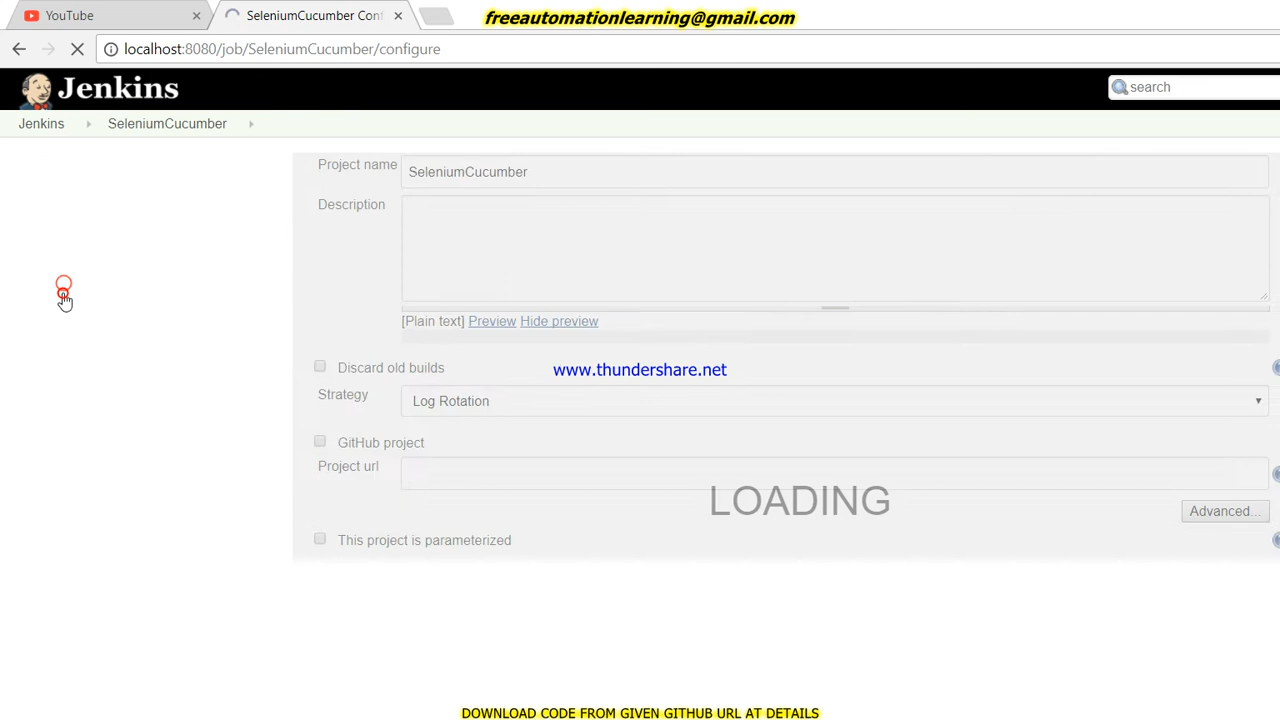 YouTube
SeleniumCucumber Conf
freeautomationlearning@gmail.com
localhost:8080/job/SeleniumCucumber/configure
Jenkins
search
Jenkins
SeleniumCucumber
Project name
SeleniumCucumber
Description
[Plain text] Preview Hide preview
Discard old builds
www.thundershare.net
Strategy
Log Rotation
GitHub project
Project url
LOADING
Advanced...
This project is parameterized
DOWNLOAD CODE FROM GIVEN GITHUB URL AT DETAILS